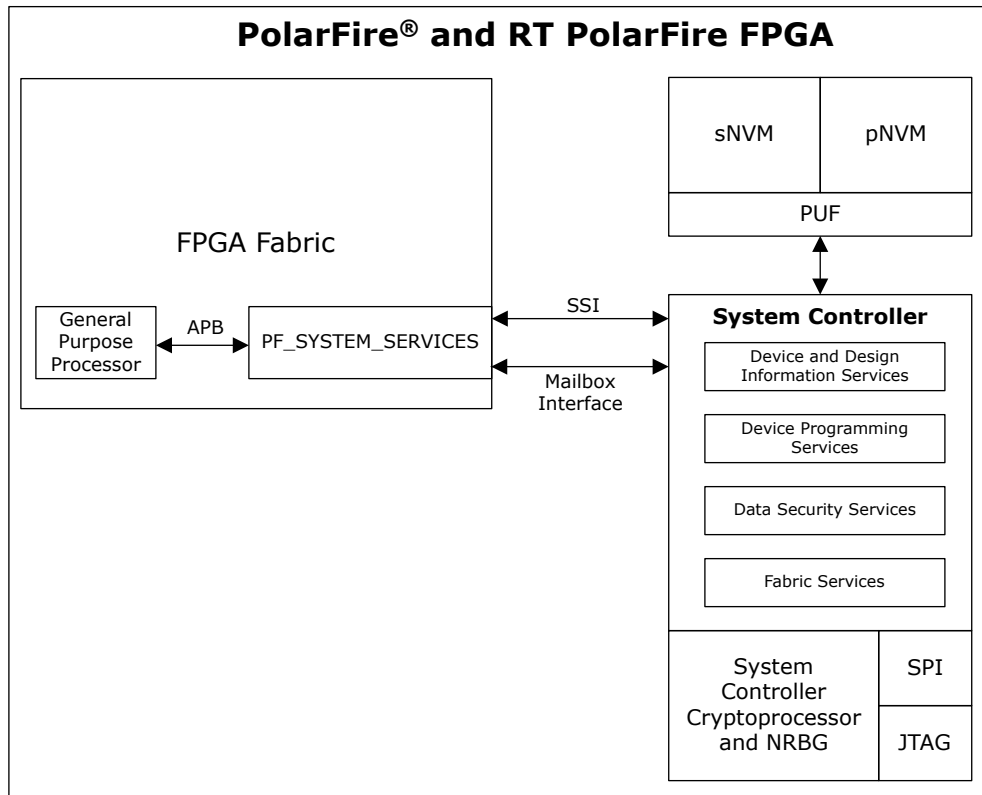 PolarFire® and RT PolarFire FPGA
FPGA Fabric
General
Purpose
Processor
APB
PF_SYSTEM_SERVICES
SSI
Mailbox
Interface
sNVM
pNVM
PUF
System Controller
Device and Design
Information Services
Device Programming
Services
Data Security Services
Fabric Services
System
Controller
Cryptoprocessor
and NRBG
SPI
JTAG